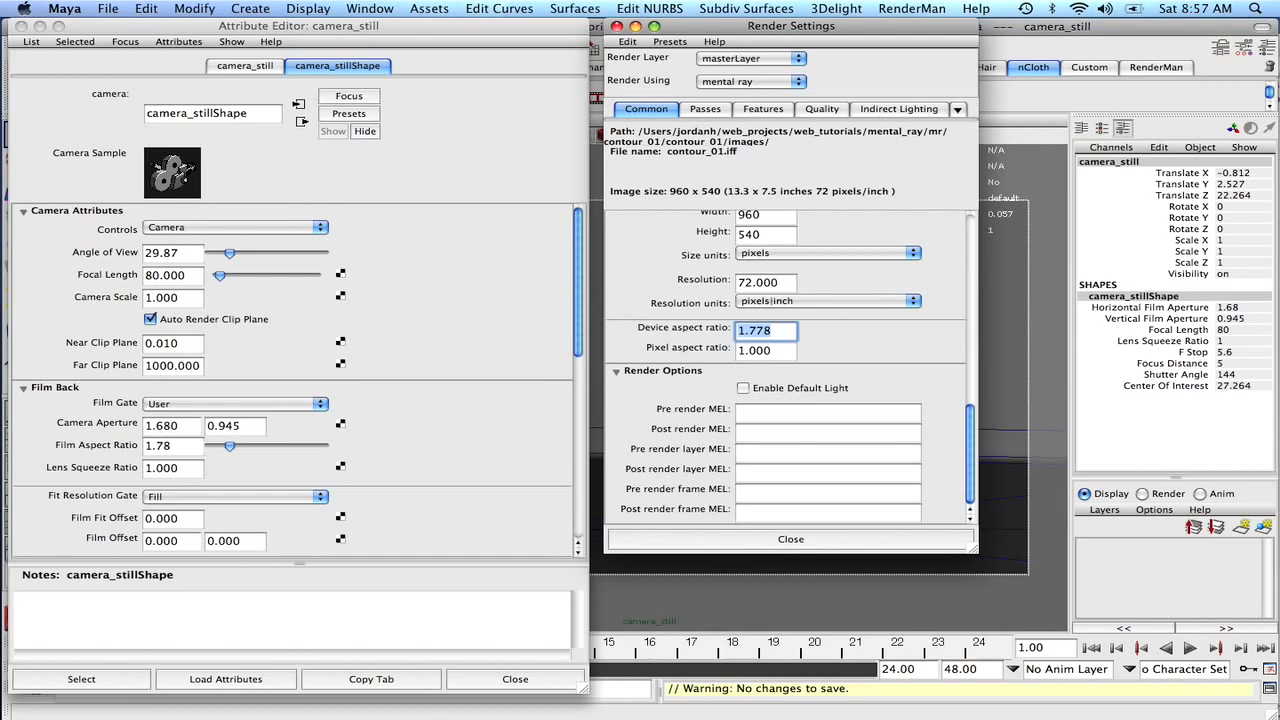 Maya File Edit Modify Create Display Window Assets Edit Curves Surfaces Edit NURBS Subdiv Surfaces 3Delight RenderMan Help Sat 8:57 AM
Attribute Editor: camera_still
List Selected Focus Attributes Show Help
camera_still camera_stillShape
camera:
camera_stillShape
Focus
Presets
Show Hide
Camera Sample
Camera Attributes
Controls Camera
Angle of View 29.87
Focal Length 80.000
Camera Scale 1.000
Auto Render Clip Plane
Near Clip Plane 0.010
Far Clip Plane 1000.000
Film Back
Film Gate User
Camera Aperture 1.680 0.945
Film Aspect Ratio 1.78
Lens Squeeze Ratio 1.000
Fit Resolution Gate Fill
Film Fit Offset 0.000
Film Offset 0.000 0.000
Notes: camera_stillShape
Select Load Attributes Copy Tab Close
Render Settings
Edit Presets Help
Render Layer masterLayer
Render Using mental ray
Common Passes Features Quality Indirect Lighting
Path: /Users/jordanh/web_projects/web_tutorials/mental_ray/mr/
contour_01/contour_01/images/
File name: contour_01.iff
Image size: 960 x 540 (13.3 x 7.5 inches 72 pixels/inch )
Width: 960
Height: 540
Size units: pixels
Resolution: 72.000
Resolution units: pixels|inch
Device aspect ratio: 1.778
Pixel aspect ratio: 1.000
Render Options
Enable Default Light
Pre render MEL:
Post render MEL:
Pre render layer MEL:
Post render layer MEL:
Pre render frame MEL:
Post render frame MEL:
Close
N/A
N/A
No
default
0.057
1
camera_still
camera_still
Hair nCloth Custom RenderMan
Channels Edit Object Show
camera_still
Translate X -0.812
Translate Y 2.527
Translate Z 22.264
Rotate X 0
Rotate Y 0
Rotate Z 0
Scale X 1
Scale Y 1
Scale Z 1
Visibility on
SHAPES
camera_stillShape
Horizontal Film Aperture 1.68
Vertical Film Aperture 0.945
Focal Length 80
Lens Squeeze Ratio 1
F Stop 5.6
Focus Distance 5
Shutter Angle 144
Center Of Interest 27.264
Display Render Anim
Layers Options Help
<< >>
15 16 17 18 19 20 21 22 23 24 1.00
24.00 48.00 No Anim Layer o Character Set
// Warning: No changes to save.